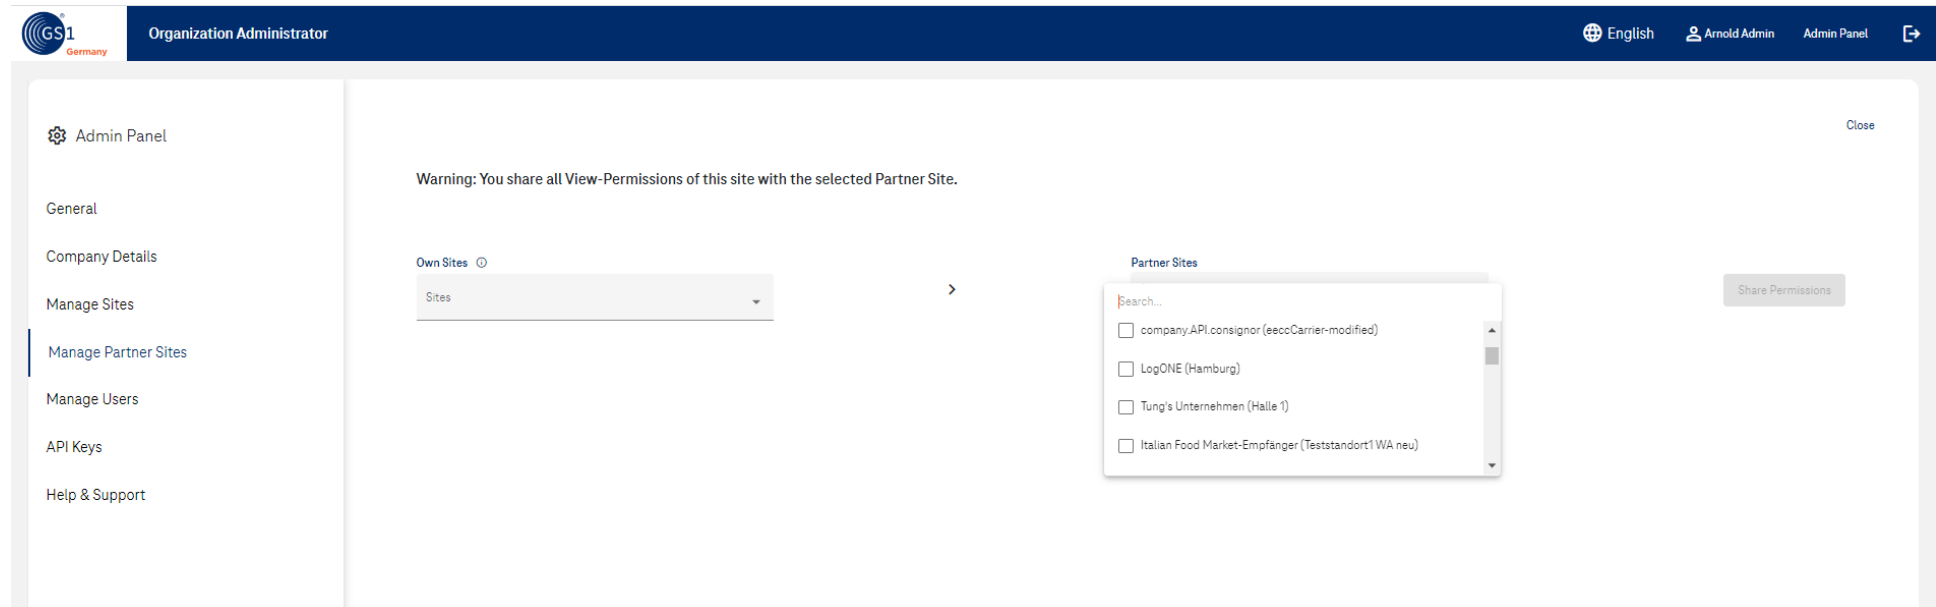 GS1
Germany
Organization Administrator
English
Arnold Admin
Admin Panel
Admin Panel
General
Company Details
Manage Sites
Manage Partner Sites
Manage Users
API Keys
Help & Support
Close
Warning: You share all View-Permissions of this site with the selected Partner Site.
Own Sites
Sites
Partner Sites
Search...
company.API.consignor (eeccCarrier-modified)
LogONE (Hamburg)
Tung's Unternehmen (Halle 1)
Italian Food Market-Empfänger (Teststandort1 WA neu)
Share Permissions